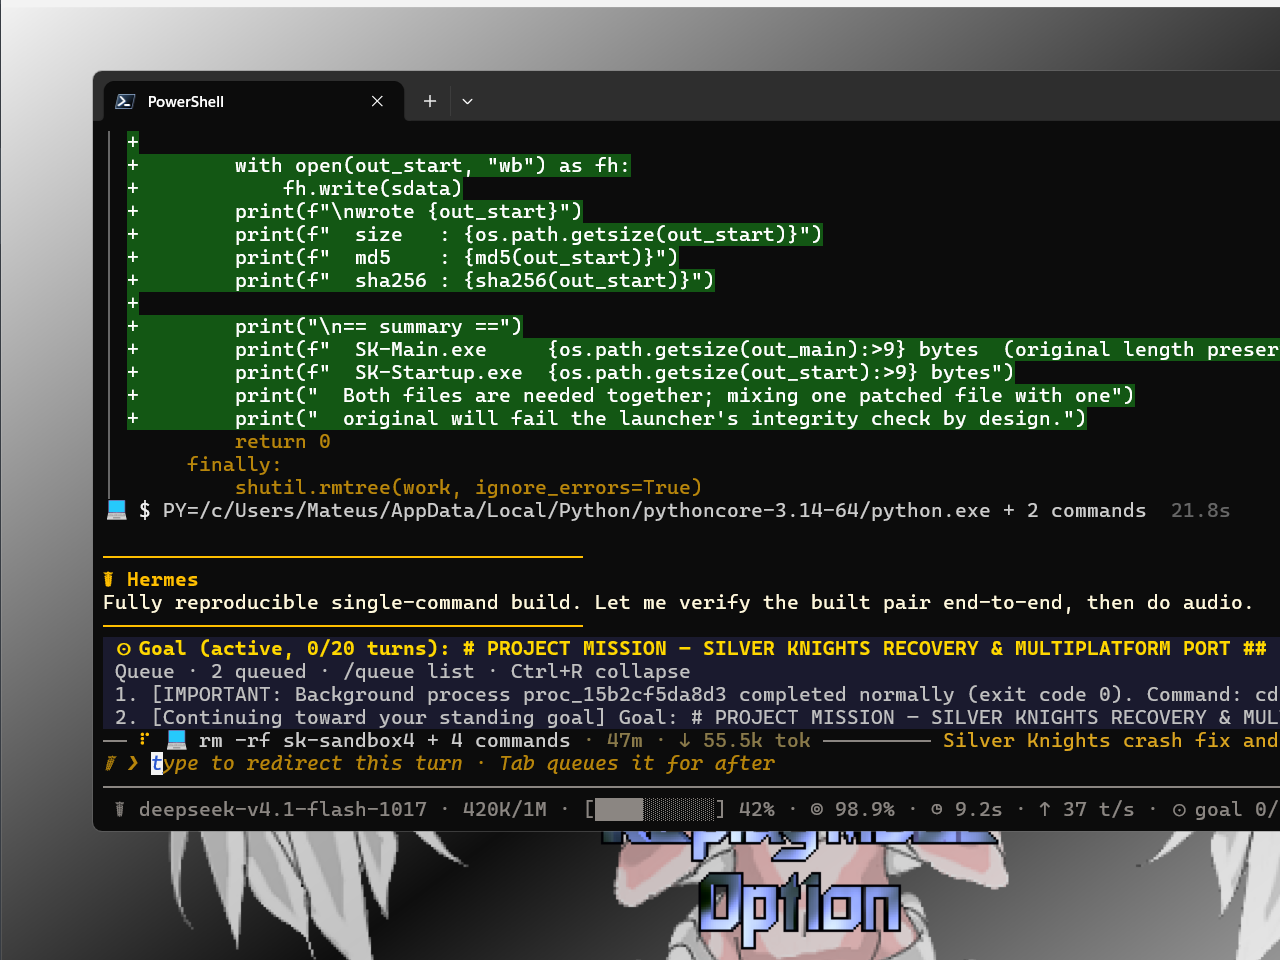 PowerShell
+
+        with open(out_start, "wb") as fh:
+            fh.write(sdata)
+        print(f"\nwrote {out_start}")
+        print(f"  size   : {os.path.getsize(out_start)}")
+        print(f"  md5    : {md5(out_start)}")
+        print(f"  sha256 : {sha256(out_start)}")
+
+        print("\n== summary ==")
+        print(f"  SK-Main.exe     {os.path.getsize(out_main):>9} bytes  (original length preser
+        print(f"  SK-Startup.exe  {os.path.getsize(out_start):>9} bytes")
+        print("  Both files are needed together; mixing one patched file with one")
+        print("  original will fail the launcher's integrity check by design.")
return 0
finally:
shutil.rmtree(work, ignore_errors=True)
$ PY=/c/Users/Mateus/AppData/Local/Python/pythoncore-3.14-64/python.exe + 2 commands  21.8s
Hermes
Fully reproducible single-command build. Let me verify the built pair end-to-end, then do audio.
⊙ Goal (active, 0/20 turns): # PROJECT MISSION — SILVER KNIGHTS RECOVERY & MULTIPLATFORM PORT ##
Queue · 2 queued · /queue list · Ctrl+R collapse
1. [IMPORTANT: Background process proc_15b2cf5da8d3 completed normally (exit code 0). Command: cd
2. [Continuing toward your standing goal] Goal: # PROJECT MISSION — SILVER KNIGHTS RECOVERY & MUL
rm -rf sk-sandbox4 + 4 commands · 47m · ↓ 55.5k tok ─ Silver Knights crash fix and
❯ type to redirect this turn · Tab queues it for after
deepseek-v4.1-flash-1017 · 420K/1M · [████░░░░░░] 42% · ⊚ 98.9% · ◷ 9.2s · ↑ 37 t/s · ⊙ goal 0/
Option